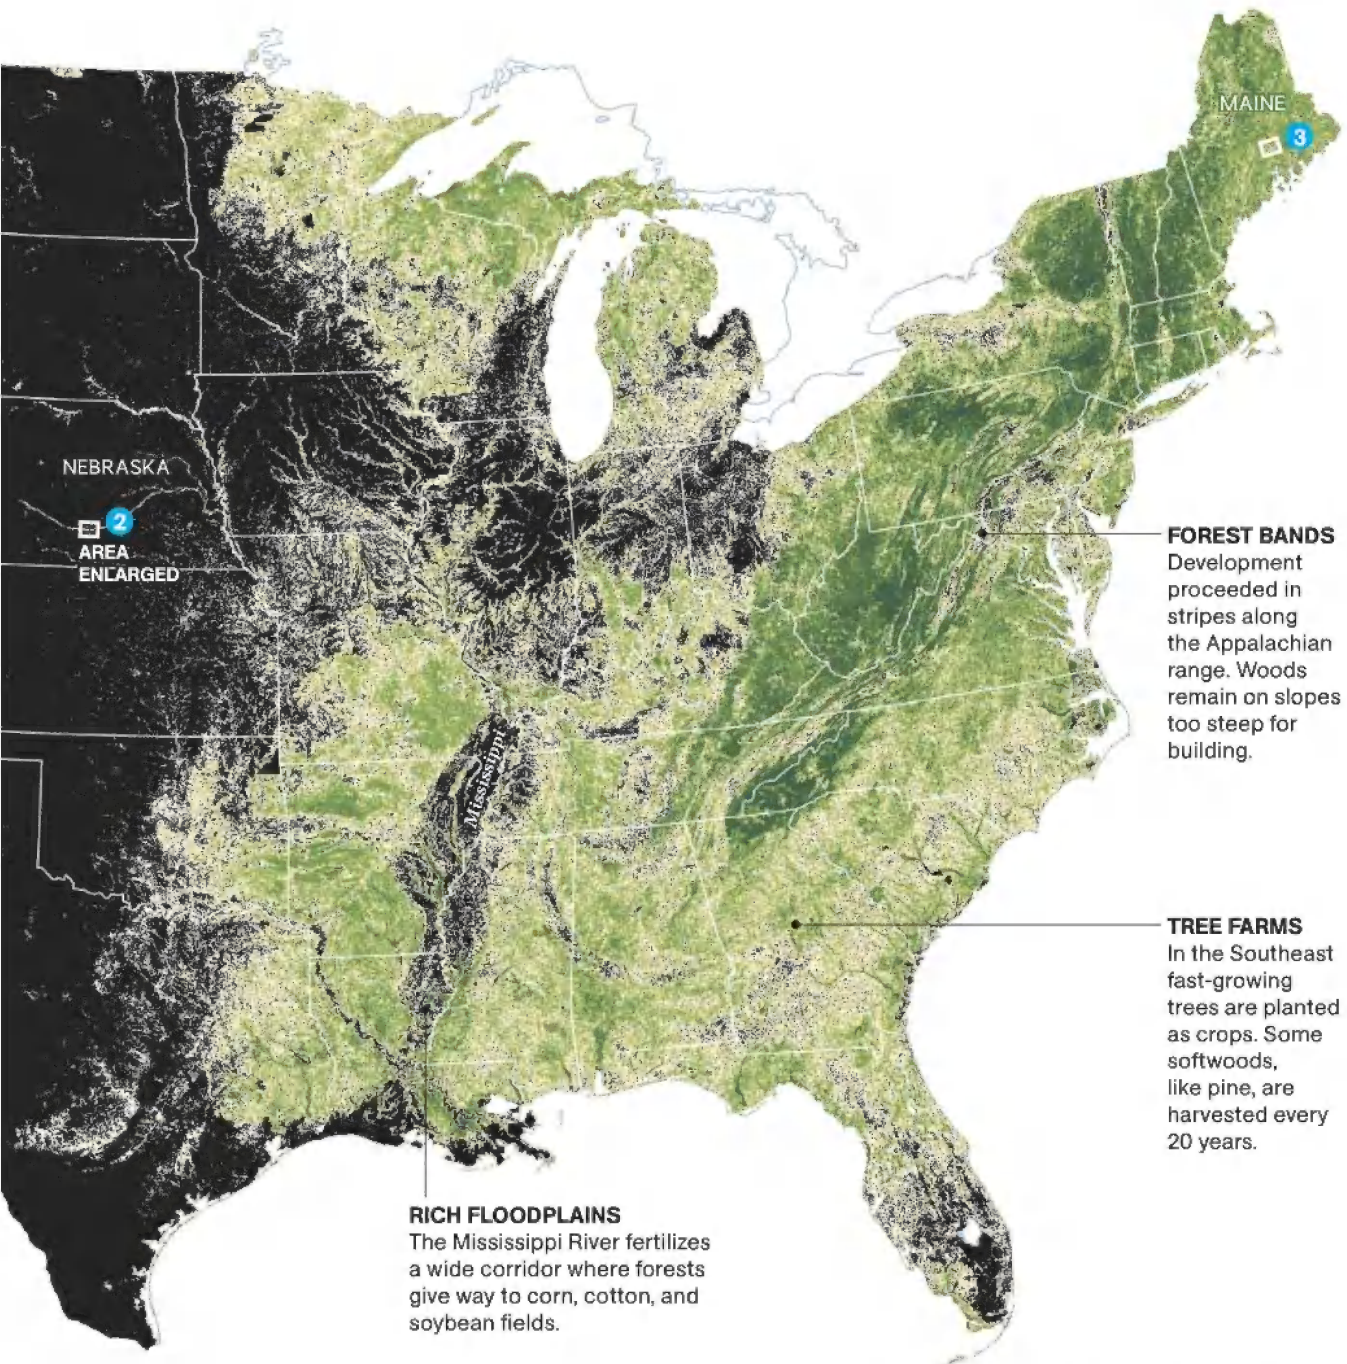 MAINE
3
NEBRASKA
2
AREA
ENLARGED
FOREST BANDS
Development
proceeded in
stripes along
the Appalachian
range. Woods
remain on slopes
too steep for
building.
Mississippi
TREE FARMS
In the Southeast
fast-growing
trees are planted
as crops. Some
softwoods,
like pine, are
harvested every
20 years.
RICH FLOODPLAINS
The Mississippi River fertilizes
a wide corridor where forests
give way to corn, cotton, and
soybean fields.